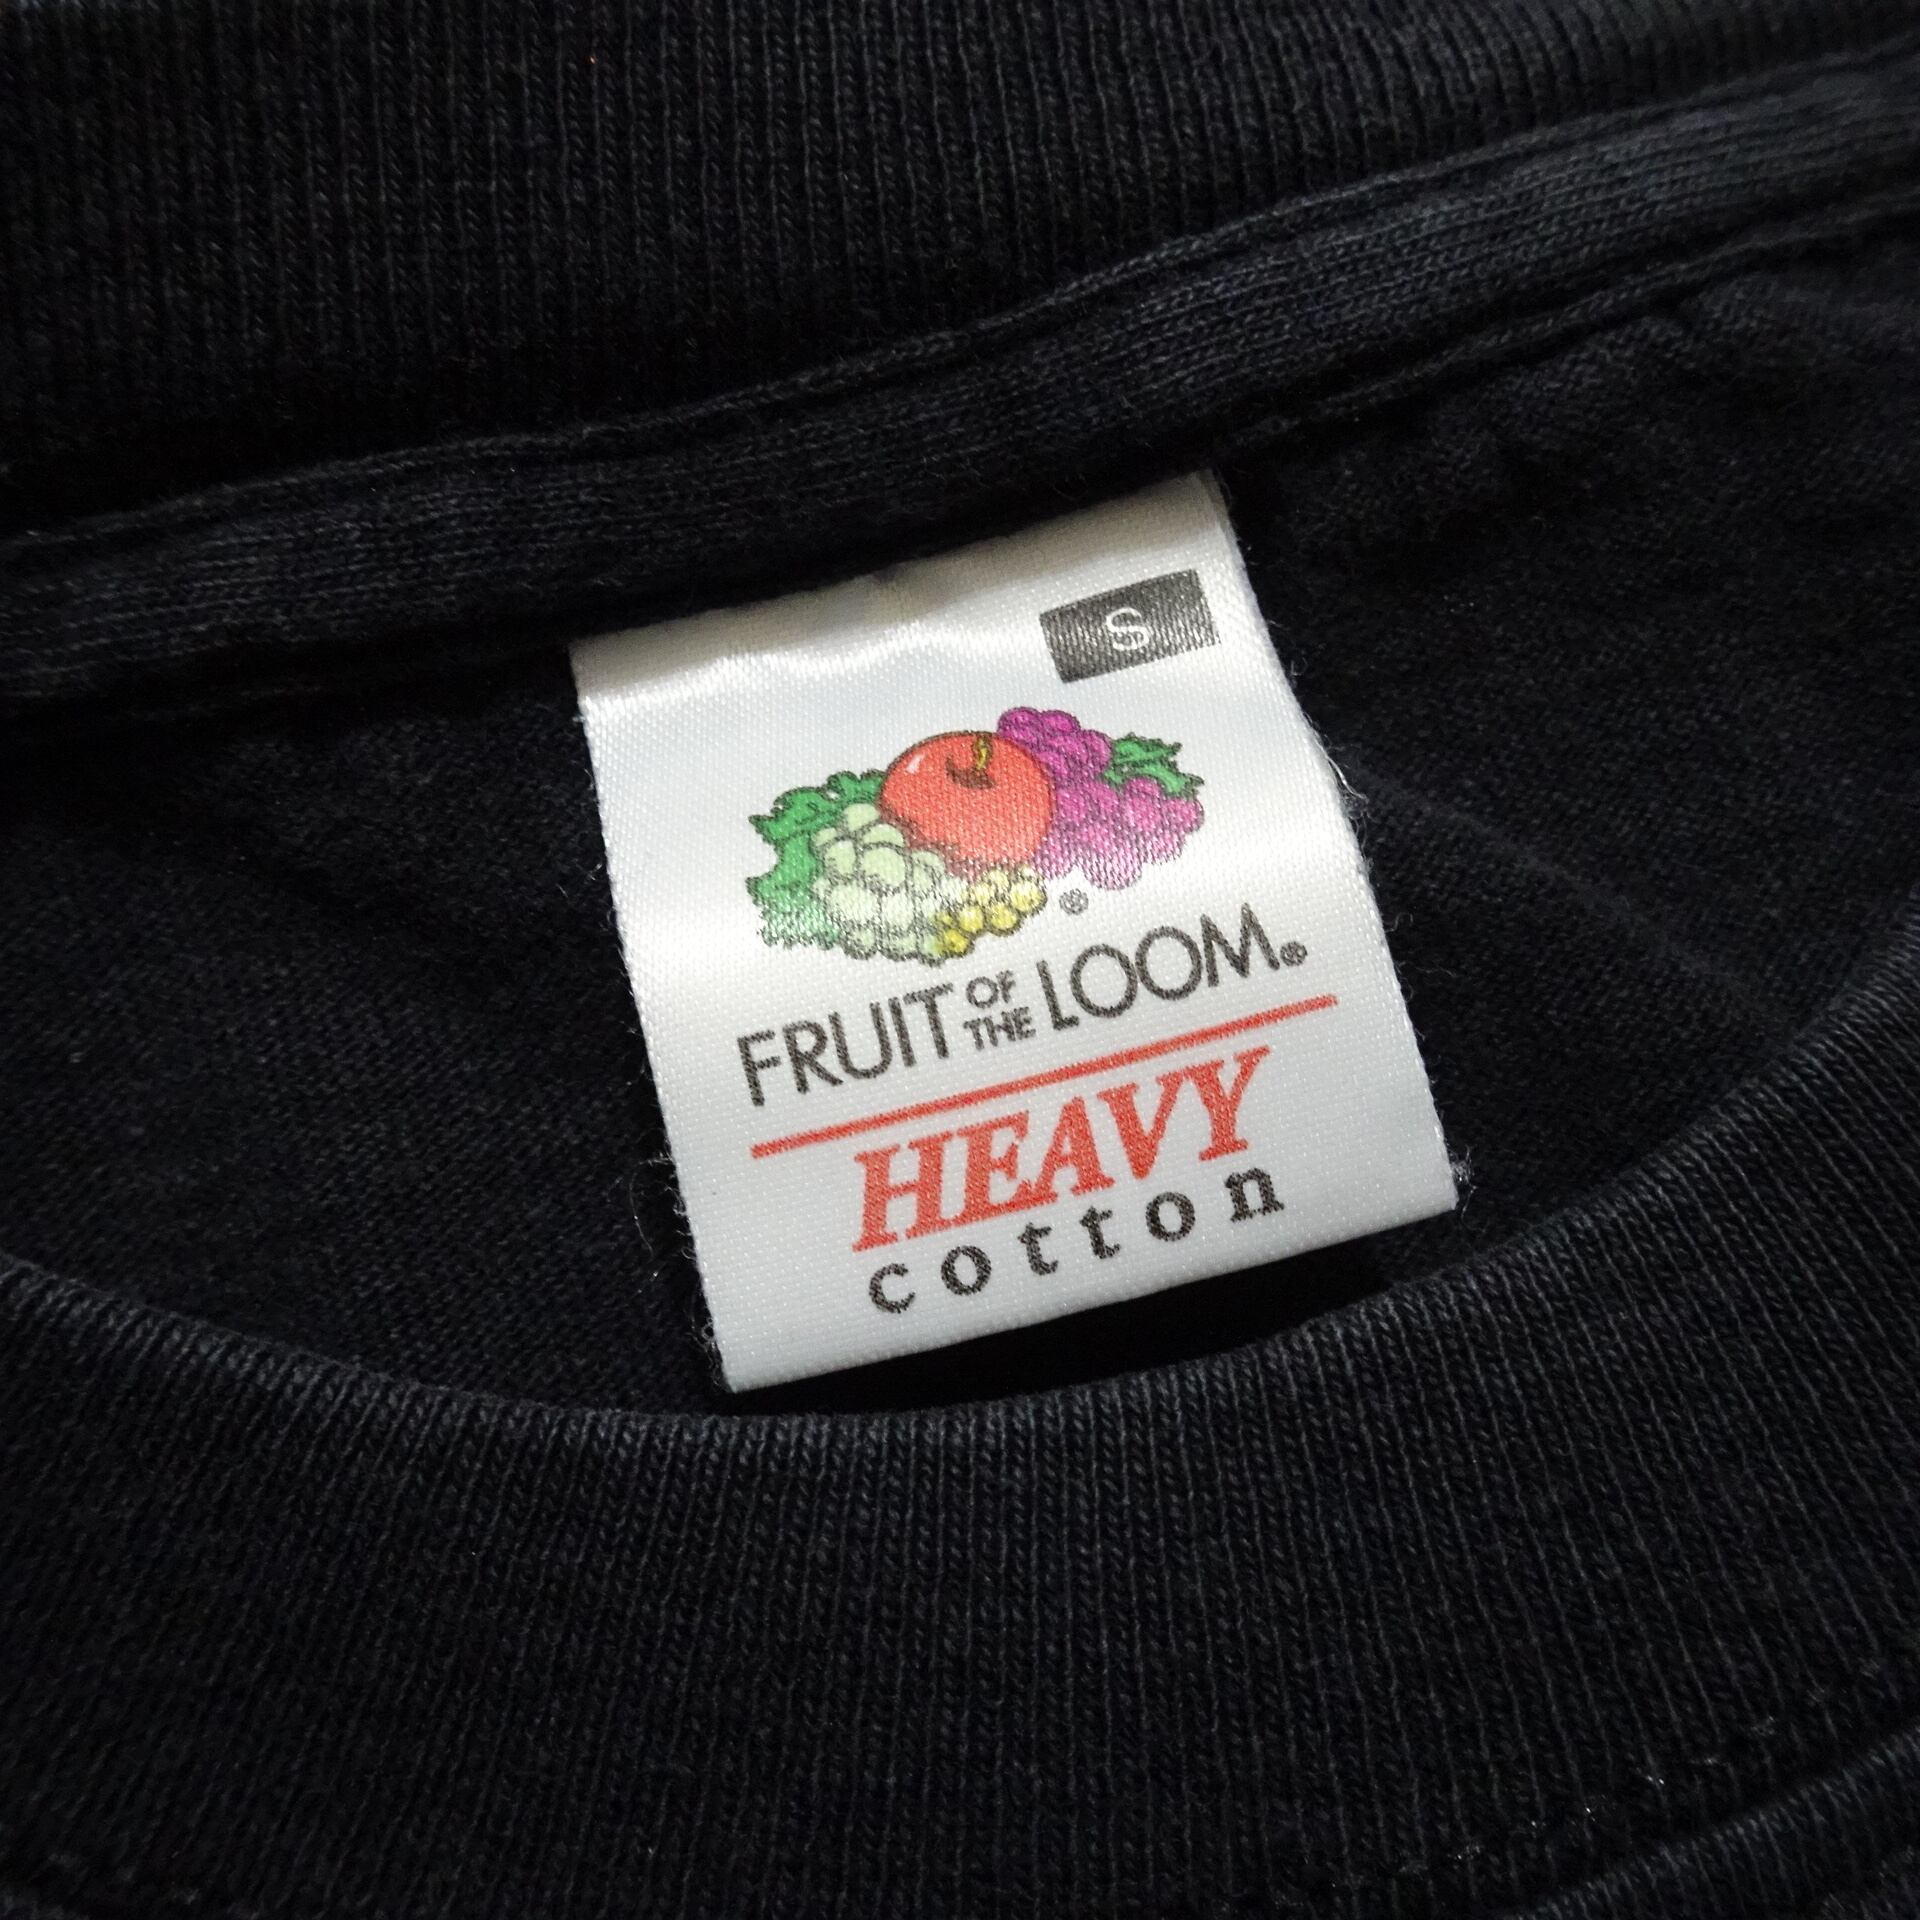 S
®
FRUIT OF THE LOOM®
HEAVY
cotton